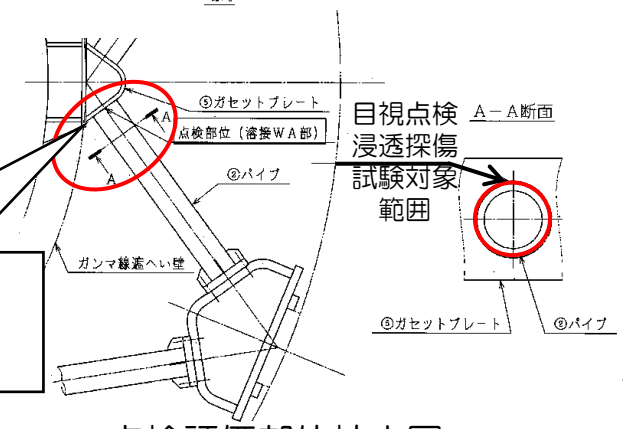 ⑤ガセットプレート
A
点検部位（溶接WA部）
A
②パイプ
ガンマ線遮へい壁
目視点検
浸透探傷
試験対象
範囲
A－A断面
⑤ガセットプレート
②パイプ